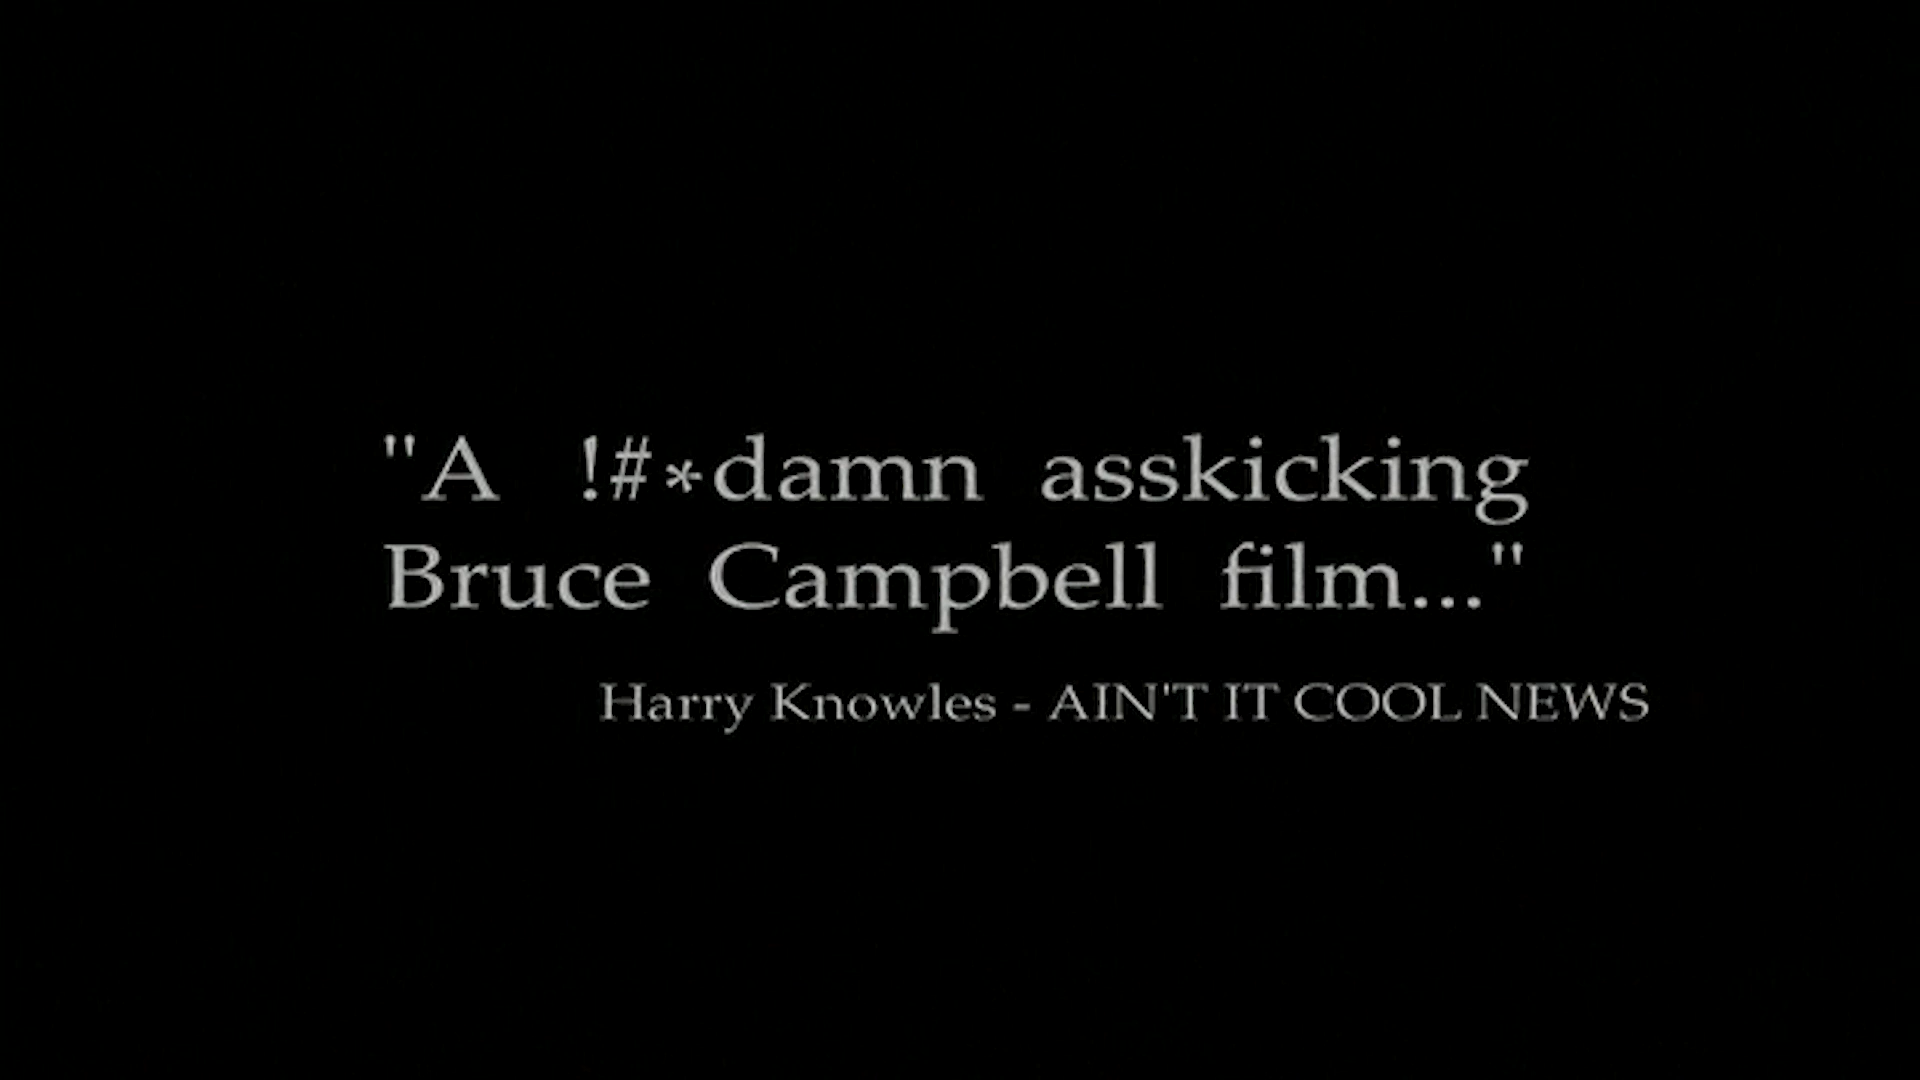 "A !#*damn asskicking
Bruce Campbell film..."
Harry Knowles - AIN'T IT COOL NEWS